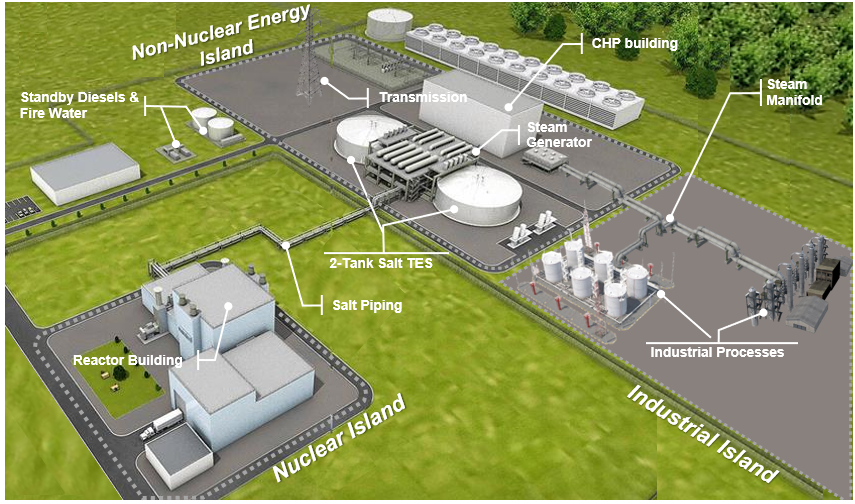 Non-Nuclear Energy
Island
CHP building
Standby Diesels &
Fire Water
Transmission
Steam
Manifold
Steam
Generator
2-Tank Salt TES
Salt Piping
Reactor Building
Industrial Processes
Nuclear Island
Industrial Island